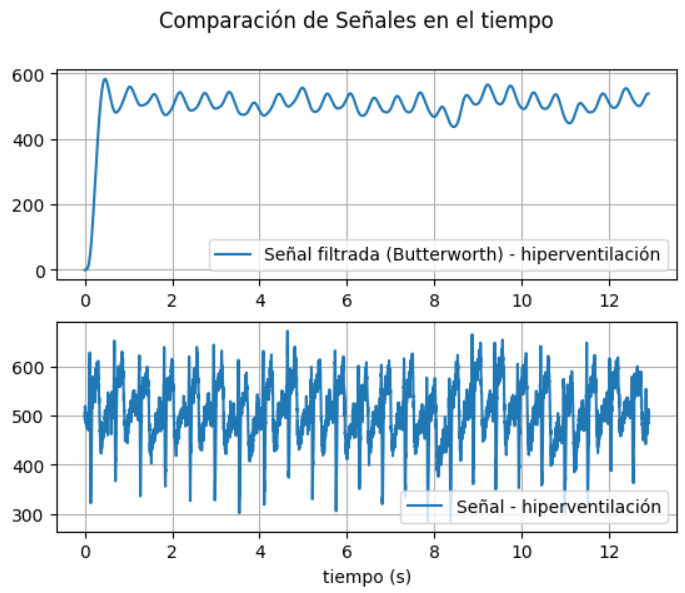 Comparación de Señales en el tiempo
600
400
200
0
Señal filtrada (Butterworth) - hiperventilación
0 2 4 6 8 10 12
600
500
400
300
Señal - hiperventilación
0 2 4 6 8 10 12
tiempo (s)